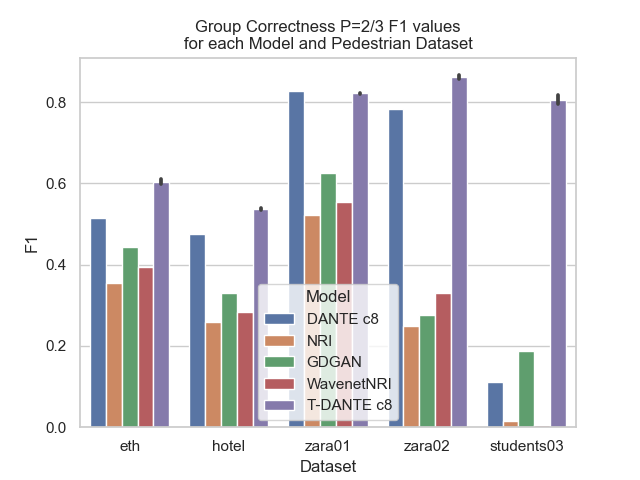 Group Correctness P=2/3 F1 values
for each Model and Pedestrian Dataset
F1
0.8
0.6
0.4
0.2
0.0
Model
DANTE c8
NRI
GDGAN
WavenetNRI
T-DANTE c8
eth hotel zara01 zara02 students03
Dataset